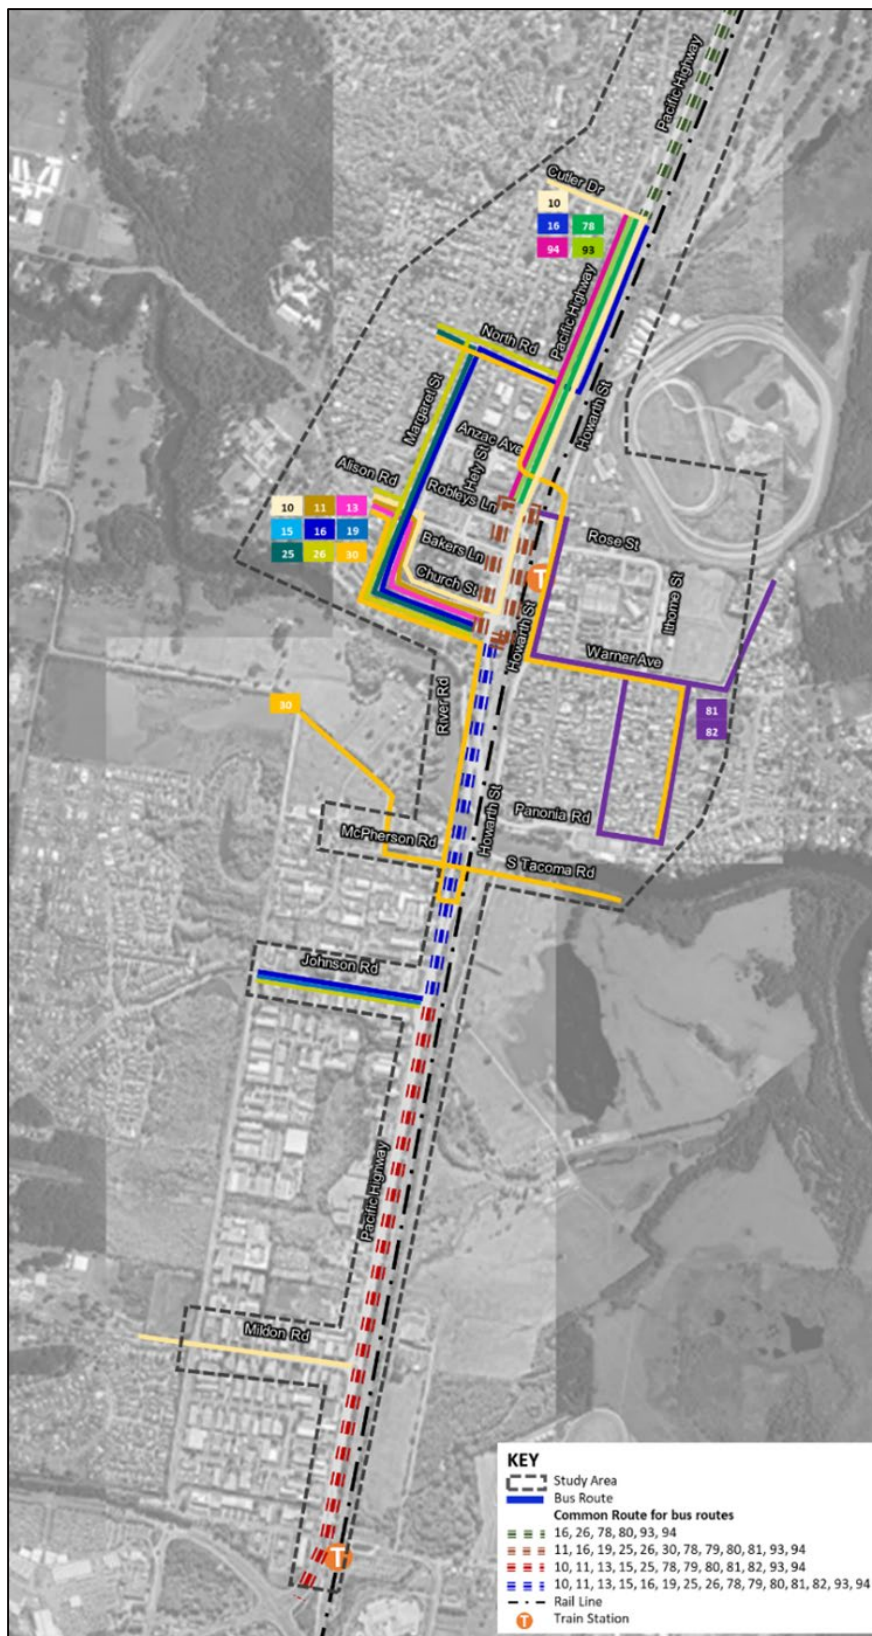 Pacific Highway
Cutler Dr
10
16 78
94 93
Pacific Highway
North Rd
Howarth St
Margaret St
Anzac Ave
Hely St
Alison Rd
Robleys Ln
10 11 13
15 16 19
25 26 30
Rose St
Bakers Ln
T
Church St
Ithome St
Howarth St
Warner Ave
River Rd
30
81
82
Howarth St
Panonia Rd
McPherson Rd
S Tacoma Rd
Johnson Rd
Pacific Highway
Mildon Rd
T
KEY
Study Area
Bus Route
Common Route for bus routes
16, 26, 78, 80, 93, 94
11, 16, 19, 25, 26, 30, 78, 79, 80, 81, 93, 94
10, 11, 13, 15, 25, 78, 79, 80, 81, 82, 93, 94
10, 11, 13, 15, 16, 19, 25, 26, 78, 79, 80, 81, 82, 93, 94
Rail Line
T Train Station